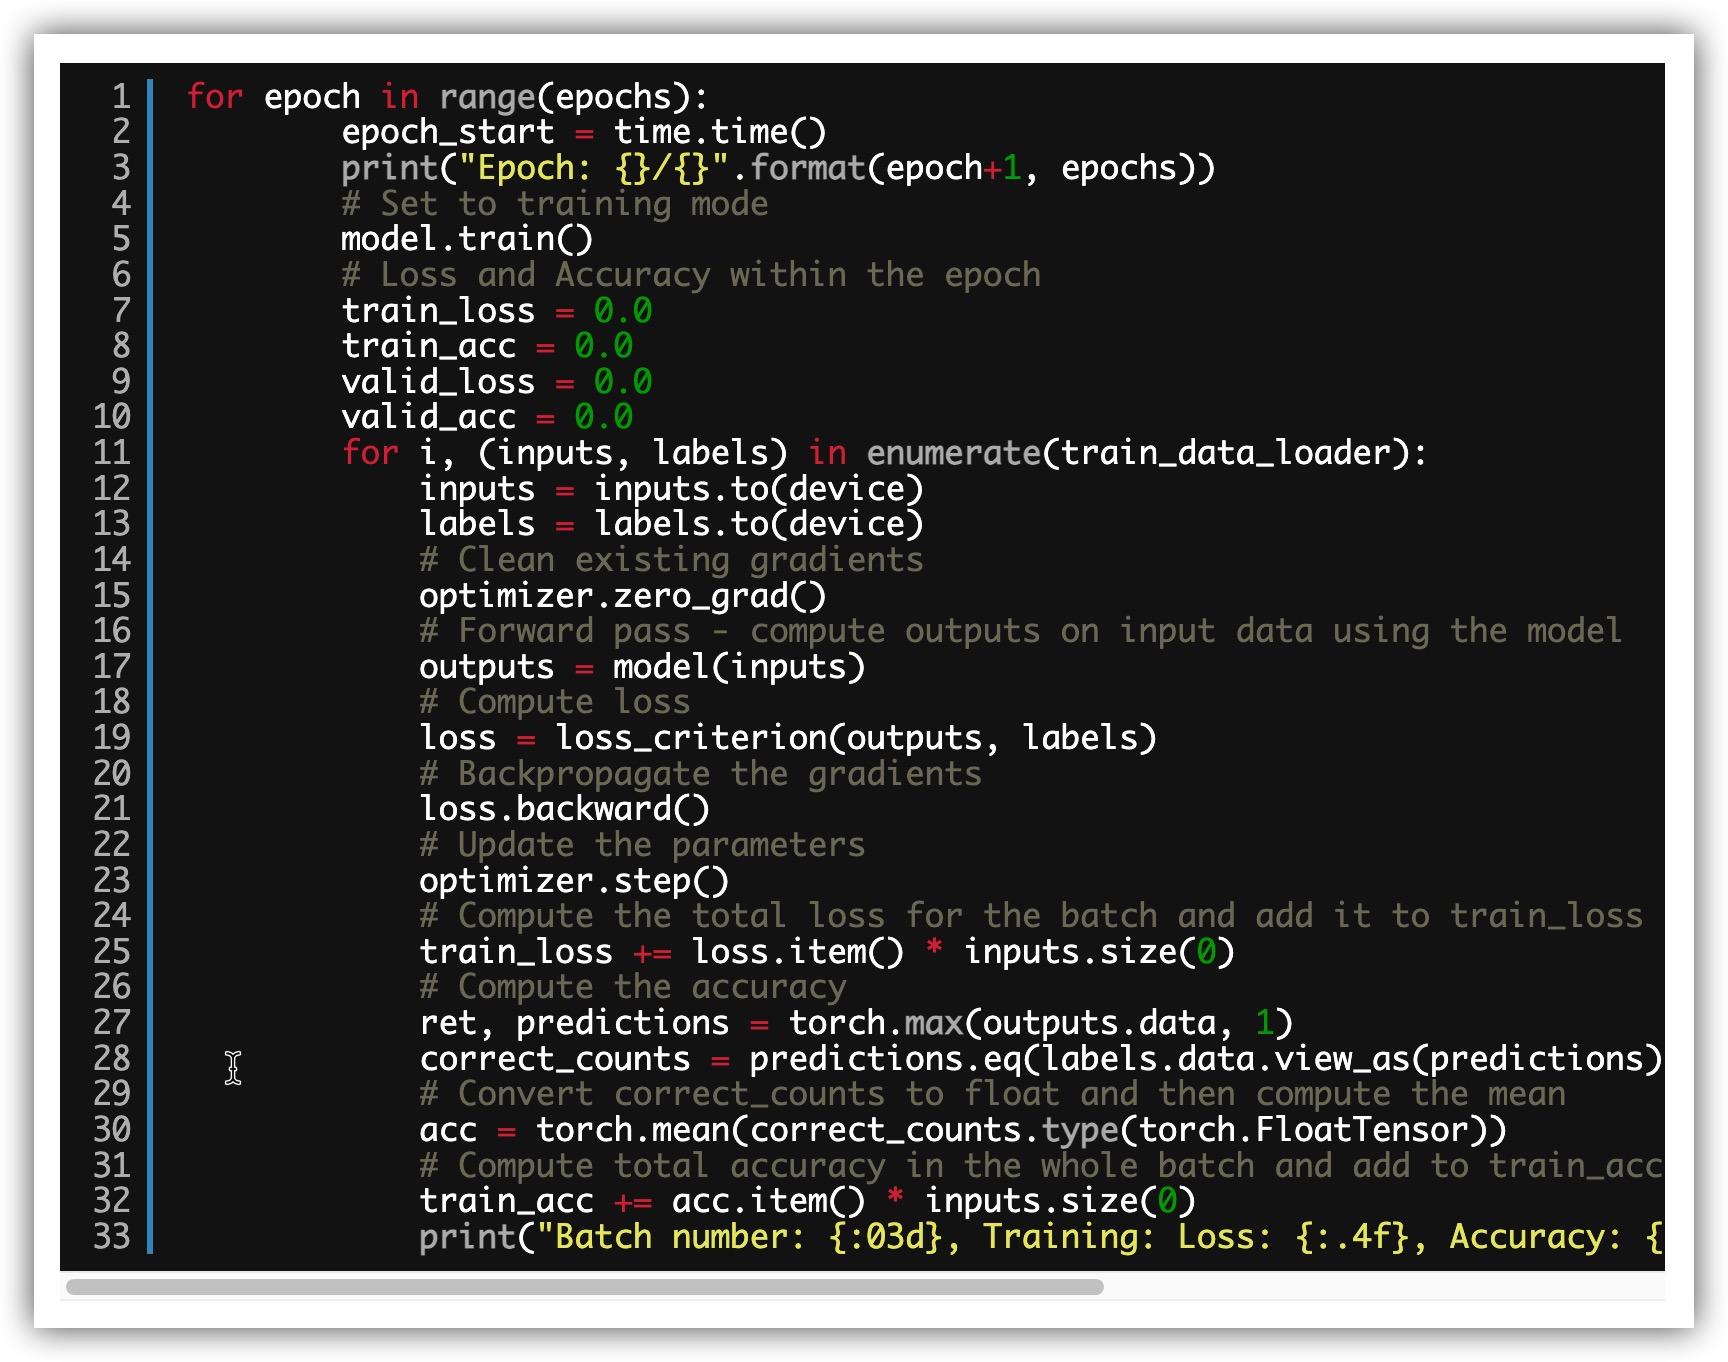 1 for epoch in range(epochs):
2 epoch_start = time.time()
3 print("Epoch: {}/{}".format(epoch+1, epochs))
4 # Set to training mode
5 model.train()
6 # Loss and Accuracy within the epoch
7 train_loss = 0.0
8 train_acc = 0.0
9 valid_loss = 0.0
10 valid_acc = 0.0
11 for i, (inputs, labels) in enumerate(train_data_loader):
12 inputs = inputs.to(device)
13 labels = labels.to(device)
14 # Clean existing gradients
15 optimizer.zero_grad()
16 # Forward pass - compute outputs on input data using the model
17 outputs = model(inputs)
18 # Compute loss
19 loss = loss_criterion(outputs, labels)
20 # Backpropagate the gradients
21 loss.backward()
22 # Update the parameters
23 optimizer.step()
24 # Compute the total loss for the batch and add it to train_loss
25 train_loss += loss.item() * inputs.size(0)
26 # Compute the accuracy
27 ret, predictions = torch.max(outputs.data, 1)
28 correct_counts = predictions.eq(labels.data.view_as(predictions)
29 # Convert correct_counts to float and then compute the mean
30 acc = torch.mean(correct_counts.type(torch.FloatTensor))
31 # Compute total accuracy in the whole batch and add to train_acc
32 train_acc += acc.item() * inputs.size(0)
33 print("Batch number: {:03d}, Training: Loss: {:.4f}, Accuracy: {